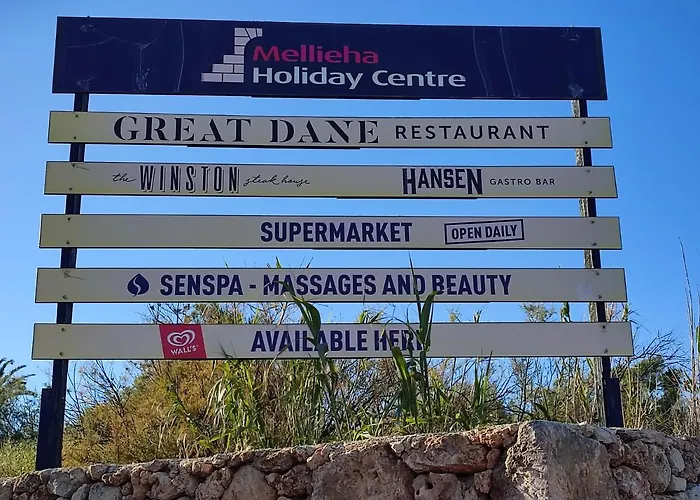 Mellieha
Holiday Centre
GREAT DANE RESTAURANT
the WINSTON steak house HANSEN GASTRO BAR
SUPERMARKET OPEN DAILY
SENSPA - MASSAGES AND BEAUTY
WALL'S AVAILABLE HERE